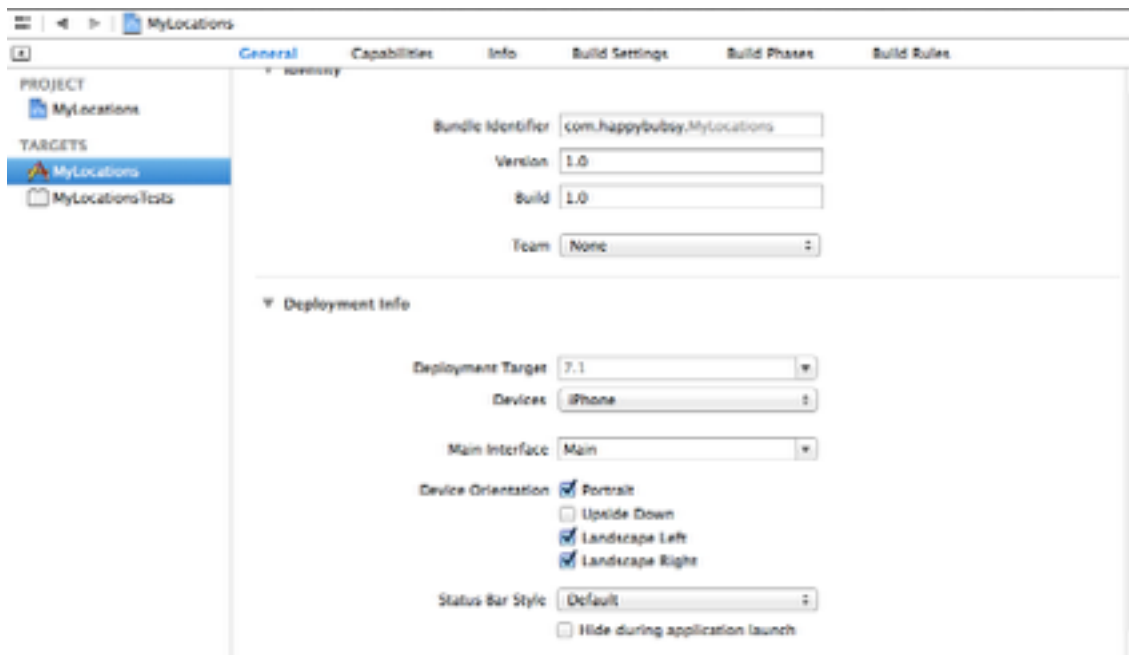 MyLocations
General Capabilities Info Build Settings Build Phases Build Rules
Identity
PROJECT
MyLocations
TARGETS
MyLocations
MyLocationsTests
Bundle Identifier com.happybubsy.MyLocations
Version 1.0
Build 1.0
Team None
Deployment Info
Deployment Target 7.1
Devices iPhone
Main Interface Main
Device Orientation Portrait
Upside Down
Landscape Left
Landscape Right
Status Bar Style Default
Hide during application launch